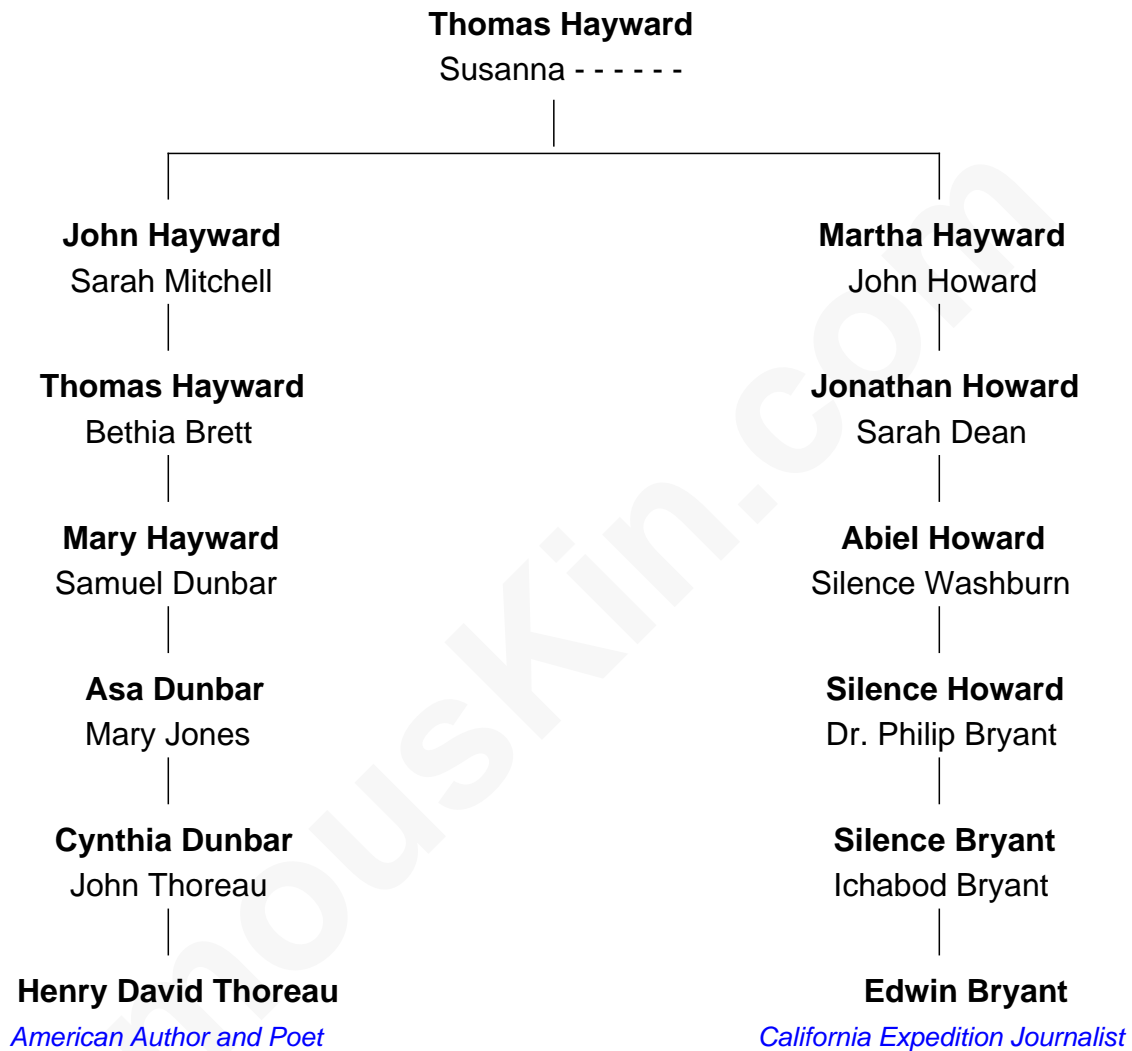 Thomas Hayward
Susanna - - - - - -
John Hayward
Sarah Mitchell
Martha Hayward
John Howard
Thomas Hayward
Bethia Brett
Jonathan Howard
Sarah Dean
Mary Hayward
Samuel Dunbar
Abiel Howard
Silence Washburn
Asa Dunbar
Mary Jones
Silence Howard
Dr. Philip Bryant
Cynthia Dunbar
John Thoreau
Silence Bryant
Ichabod Bryant
Henry David Thoreau
American Author and Poet
Edwin Bryant
California Expedition Journalist
mouskin.com